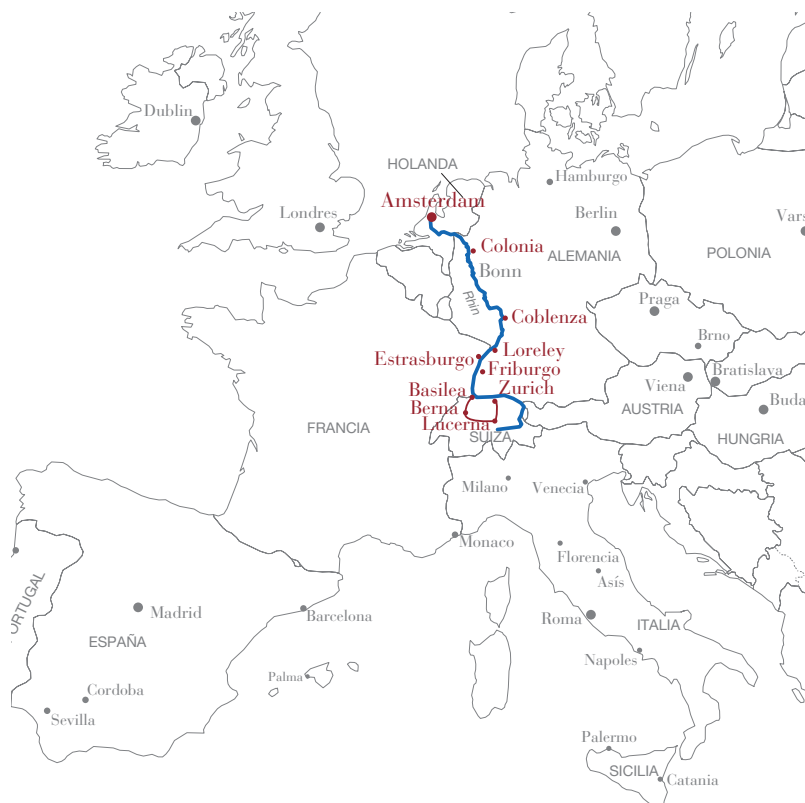 Dublin
HOLANDA
Hamburgo
Amsterdam
Londres
Berlin
Vars
Colonia
ALEMANIA
POLONIA
Bonn
Rhin
Praga
Coblenza
Brno
Estrasburgo
Loreley
Friburgo
Bratislava
Viena
Basilea
Zurich
Berna
AUSTRIA
Buda
Lucerna
FRANCIA
SUIZA
HUNGRIA
Milano
Venecia
Monaco
Florencia
Asís
PORTUGAL
Madrid
Barcelona
Roma
ITALIA
ESPAÑA
Napoles
Palma
Cordoba
Sevilla
Palermo
SICILIA
Catania